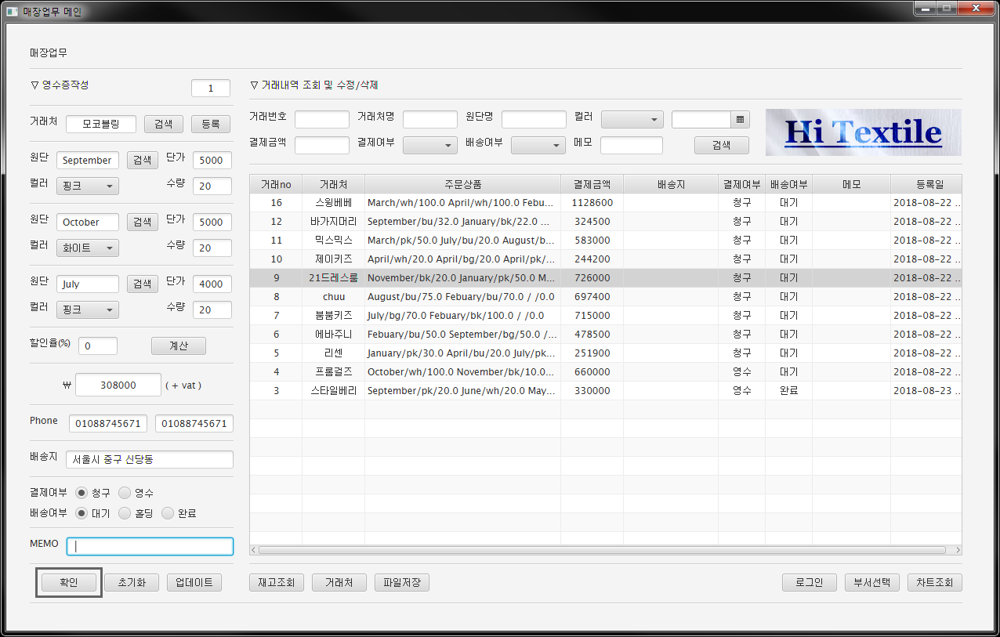 매장업무 메인
매장업무
▽ 영수증작성 1
거래처 모코블링 검색 등록
원단 September 검색 단가 5000
컬러 핑크 수량 20
원단 October 검색 단가 5000
컬러 화이트 수량 20
원단 July 검색 단가 4000
컬러 핑크 수량 20
할인율(%) 0 계산
₩ 308000 ( + vat )
Phone 01088745671 01088745671
배송지 서울시 중구 신당동
결제여부 청구 영수
배송여부 대기 홀딩 완료
MEMO
확인 초기화 업데이트
▽ 거래내역 조회 및 수정/삭제
거래번호 거래처명 원단명 컬러
결제금액 결제여부 배송여부 메모 검색
Hi Textile
거래no 거래처 주문상품 결제금액 배송지 결제여부 배송여부 메모 등록일
16 스윙베베 March/wh/100.0 April/wh/100.0 Febu... 1128600 청구 대기 2018-08-22 ..
12 바가지머리 September/bu/32.0 January/bk/22.0 ... 324500 청구 대기 2018-08-22 ..
11 믹스믹스 March/pk/50.0 July/bu/20.0 August/b... 583000 청구 대기 2018-08-22 ..
10 제이키즈 April/wh/20.0 April/bg/20.0 April/pk/... 244200 청구 대기 2018-08-22 ..
9 21드레스룸 November/bk/20.0 January/pk/50.0 M... 726000 청구 대기 2018-08-22 ..
8 chuu August/bu/75.0 Febuary/bu/70.0 / /0.0 697400 청구 대기 2018-08-22 ..
7 붐붐키즈 July/bg/70.0 Febuary/bk/100.0 / /0.0 715000 청구 대기 2018-08-22 ..
6 에바주니 Febuary/bu/50.0 September/bg/50.0 /... 478500 청구 대기 2018-08-22 ..
5 리센 January/pk/30.0 April/bu/20.0 July/pk... 251900 청구 대기 2018-08-22 ..
4 프롬걸즈 October/wh/100.0 November/bk/10.0... 660000 영수 대기 2018-08-22 ..
3 스타일베리 September/pk/20.0 June/wh/20.0 May... 330000 영수 완료 2018-08-23 ..
재고조회 거래처 파일저장 로그인 부서선택 차트조회